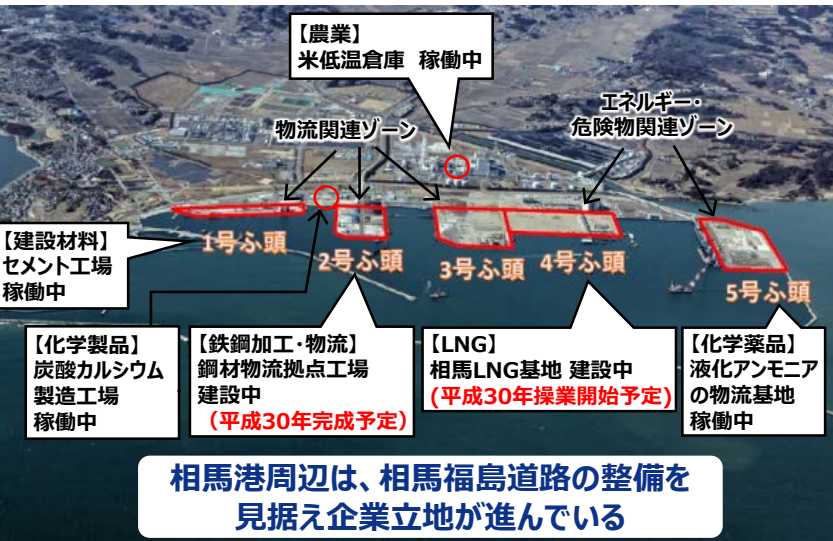 【農業】
米低温倉庫 稼働中
物流関連ゾーン
エネルギー・
危険物関連ゾーン
【建設材料】
セメント工場
稼働中
1号ふ頭
2号ふ頭
3号ふ頭
4号ふ頭
5号ふ頭
【化学製品】
炭酸カルシウム
製造工場
稼働中
【鉄鋼加工・物流】
鋼材物流拠点工場
建設中
(平成30年完成予定)
【LNG】
相馬LNG基地 建設中
(平成30年操業開始予定)
【化学薬品】
液化アンモニア
の物流基地
稼働中
相馬港周辺は、相馬福島道路の整備を
見据え企業立地が進んでいる